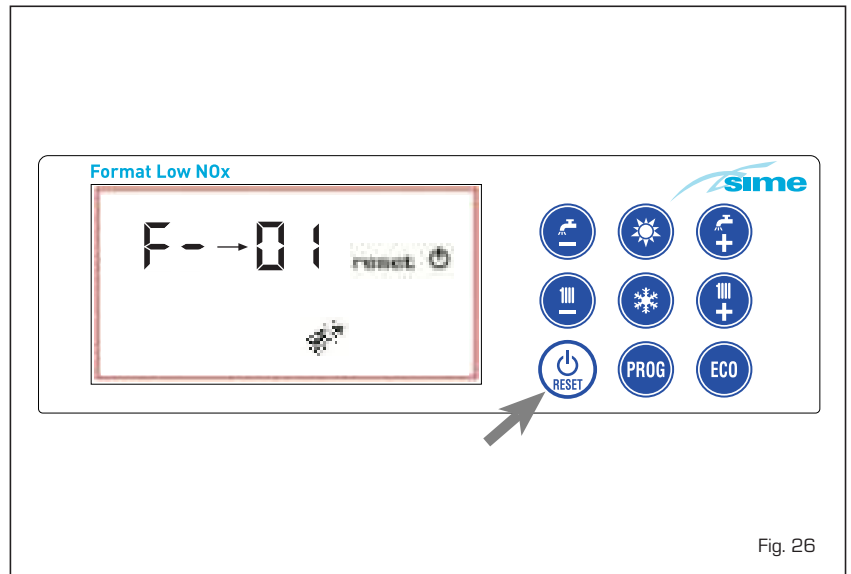 Format Low NOx
sime
F-→01 reset
RESET
PROG
ECO
Fig. 26